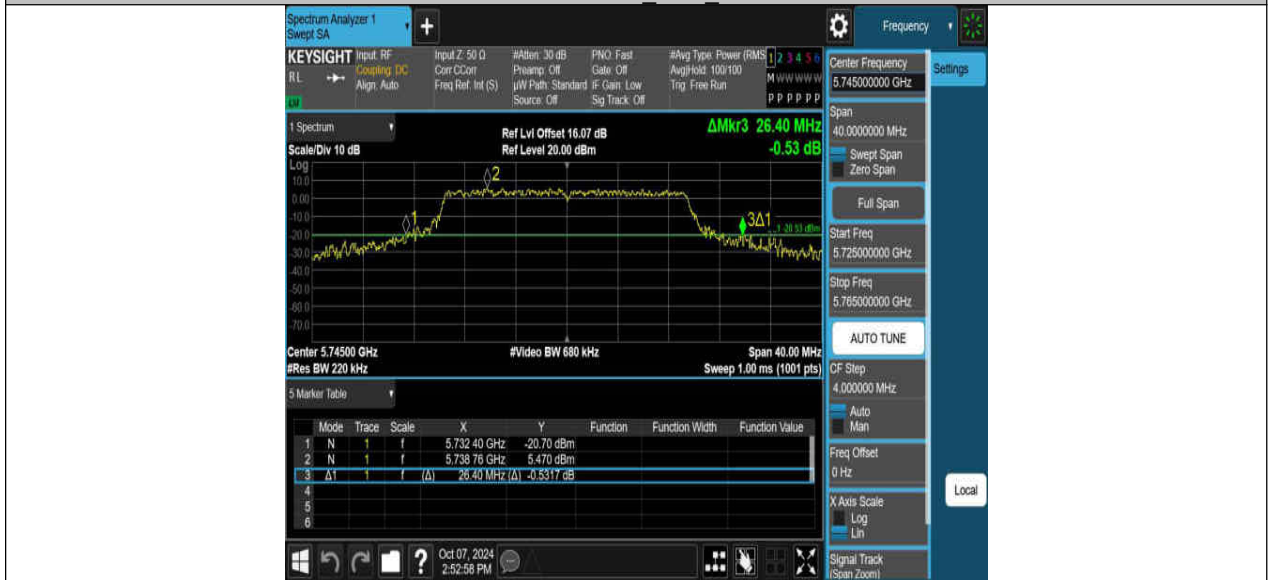 Spectrum Analyzer 1
Swept SA
+
Frequency
KEYSIGHT
RL
LM
Input: RF
Coupling: DC
Align: Auto
Input Z: 50 Ω
Corr CCorr
Freq Ref: Int (S)
#Atten: 30 dB
Preamp: Off
µW Path: Standard
Source: Off
PNO: Fast
Gate: Off
IF Gain: Low
Sig Track: Off
#Avg Type: Power (RMS
Avg|Hold: 100/100
Trig: Free Run
1 2 3 4 5 6
M W W W W W
P P P P P P
Center Frequency
5.745000000 GHz
Settings
Span
40.0000000 MHz
Swept Span
Zero Span
Full Span
Start Freq
5.725000000 GHz
Stop Freq
5.765000000 GHz
AUTO TUNE
CF Step
4.000000 MHz
Auto
Man
Freq Offset
0 Hz
X Axis Scale
Log
Lin
Signal Track
(Span Zoom)
Local
1 Spectrum
Scale/Div 10 dB
Ref Lvl Offset 16.07 dB
Ref Level 20.00 dBm
ΔMkr3 26.40 MHz
-0.53 dB
Log
10.0
0.00
-10.0
-20.0
-30.0
-40.0
-50.0
-60.0
-70.0
1
2
3Δ1
-20.53 dBm
Center 5.74500 GHz
#Video BW 680 kHz
Span 40.00 MHz
#Res BW 220 kHz
Sweep 1.00 ms (1001 pts)
5 Marker Table
Mode Trace Scale X Y Function Function Width Function Value
1 N 1 f 5.732 40 GHz -20.70 dBm
2 N 1 f 5.738 76 GHz 5.470 dBm
3 Δ1 1 f (Δ) 26.40 MHz (Δ) -0.5317 dB
4
5
6
?
Oct 07, 2024
2:52:58 PM